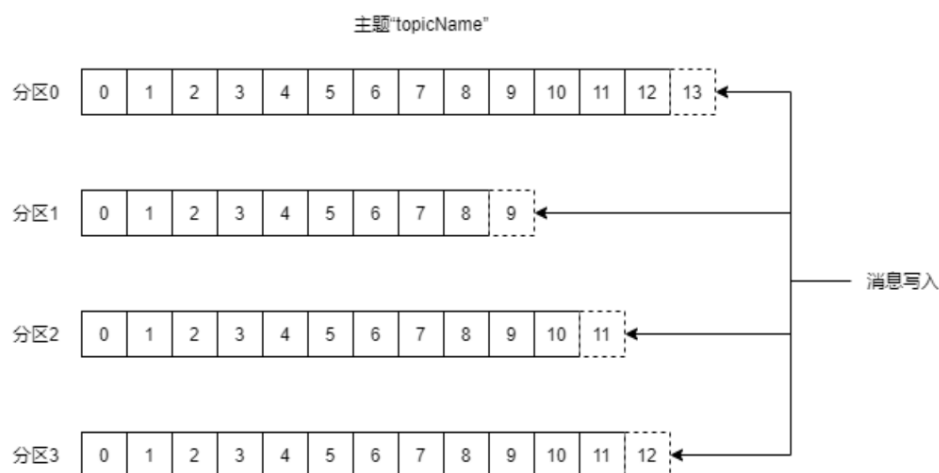 主题“topicName”
分区0 0 1 2 3 4 5 6 7 8 9 10 11 12 13
分区1 0 1 2 3 4 5 6 7 8 9
消息写入
分区2 0 1 2 3 4 5 6 7 8 9 10 11
分区3 0 1 2 3 4 5 6 7 8 9 10 11 12